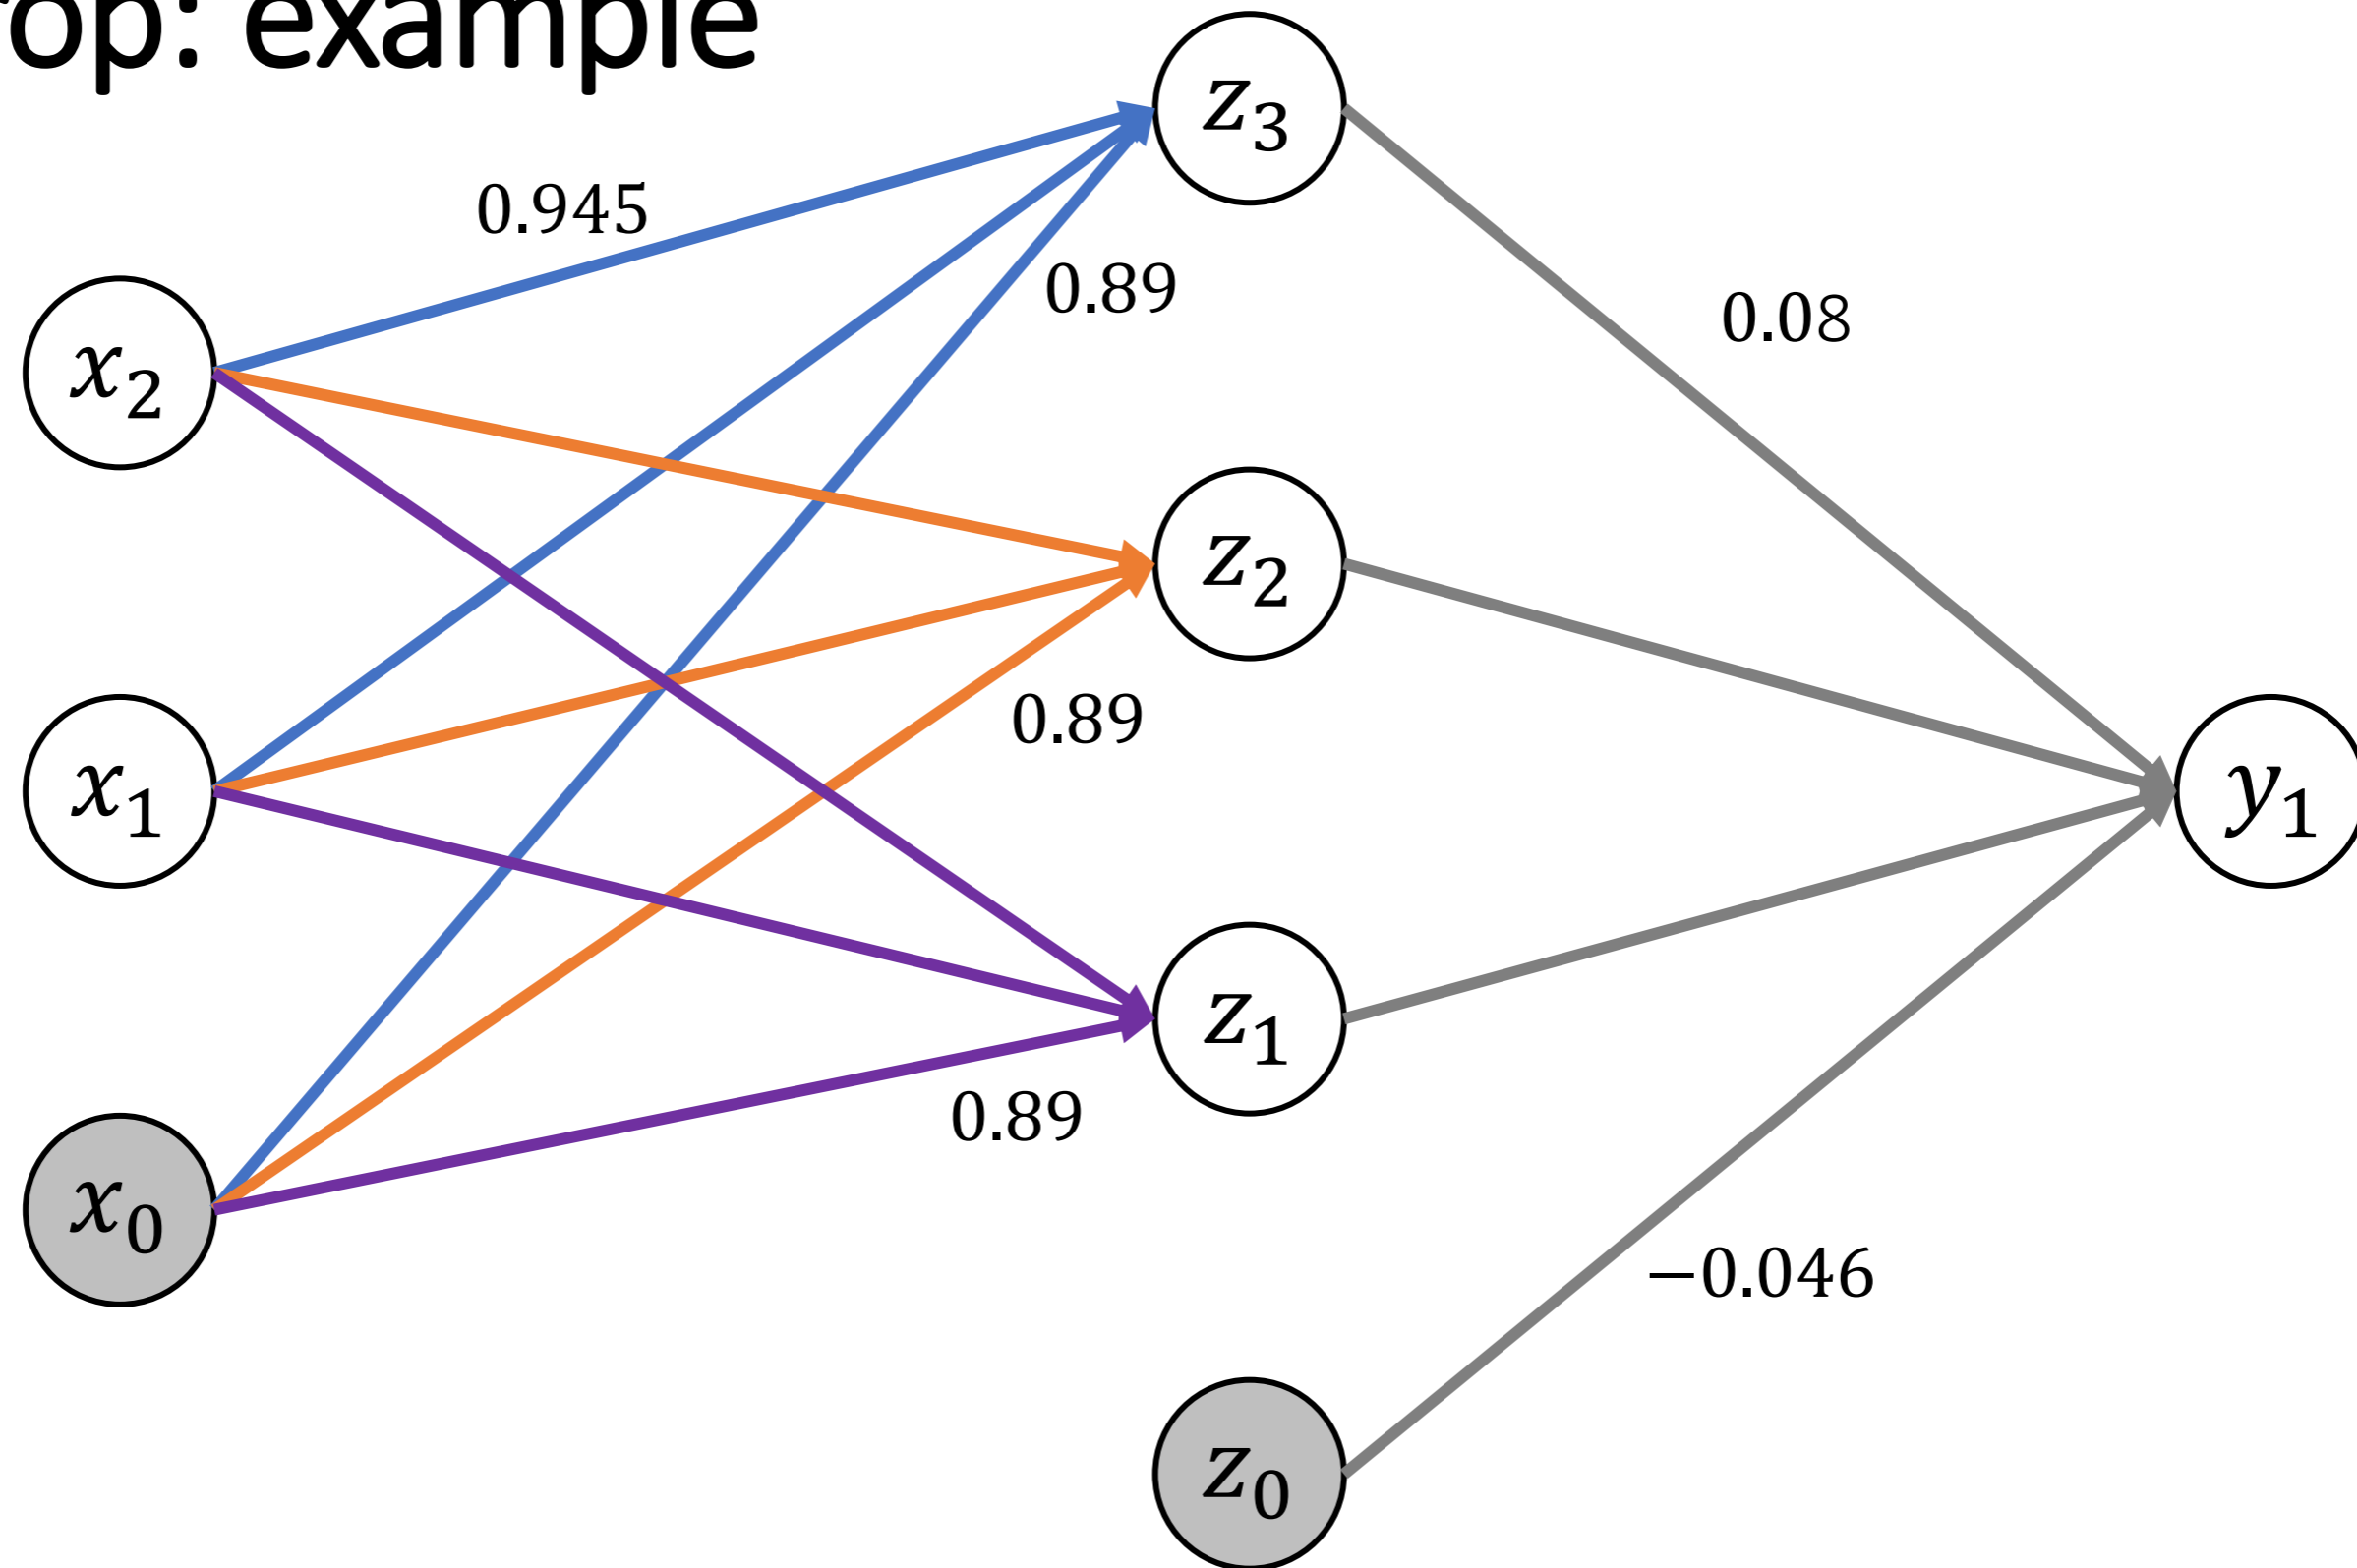 op: example
z₃
0.945
0.89
0.08
x₂
z₂
0.89
x₁
y₁
z₁
0.89
x₀
−0.046
z₀